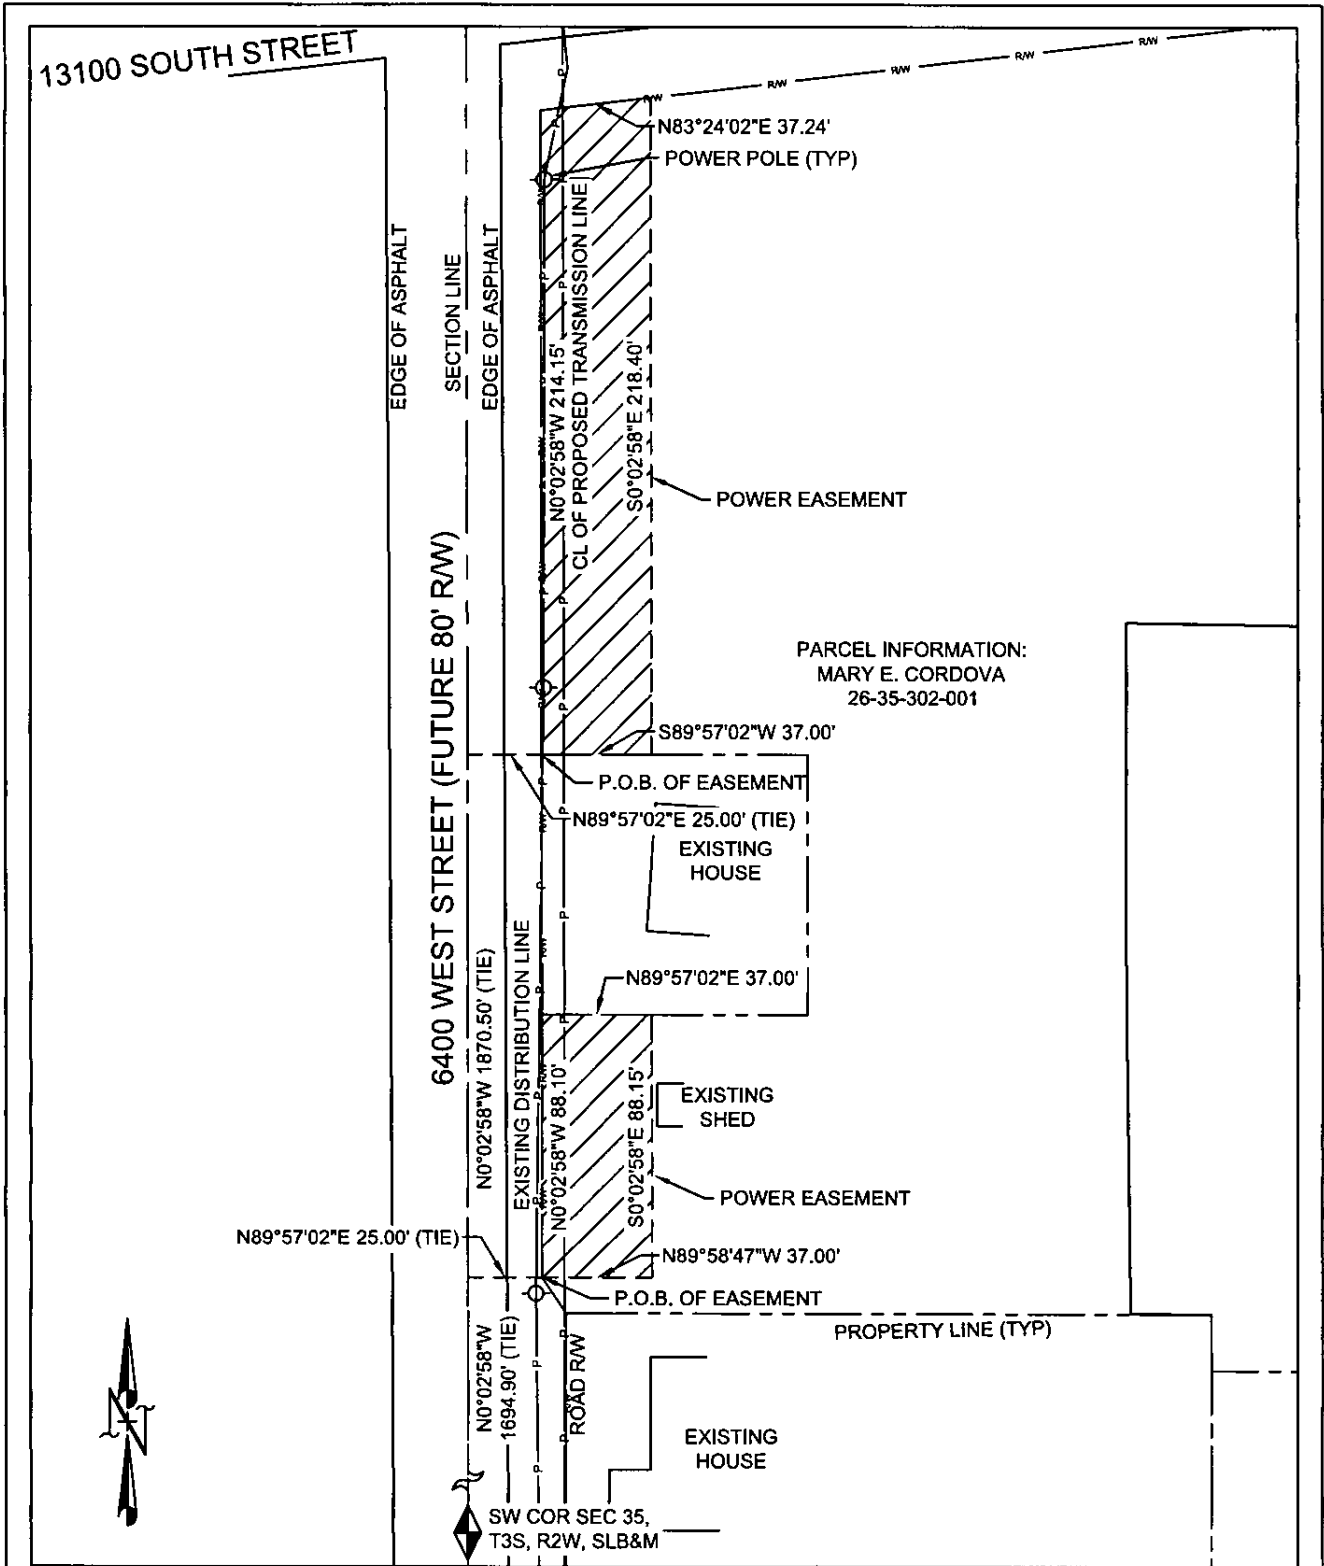 13100 SOUTH STREET
R/W
R/W
R/W
R/W
R/W
N83°24'02"E 37.24'
POWER POLE (TYP)
EDGE OF ASPHALT
SECTION LINE
EDGE OF ASPHALT
N0°02'58"W 214.15'
CL OF PROPOSED TRANSMISSION LINE
S0°02'58"E 218.40'
POWER EASEMENT
6400 WEST STREET (FUTURE 80' R/W)
PARCEL INFORMATION:
MARY E. CORDOVA
26-35-302-001
S89°57'02"W 37.00'
P.O.B. OF EASEMENT
N89°57'02"E 25.00' (TIE)
EXISTING
HOUSE
N0°02'58"W 1870.50' (TIE)
EXISTING DISTRIBUTION LINE
N89°57'02"E 37.00'
N0°02'58"W 88.10'
S0°02'58"E 88.15'
EXISTING
SHED
POWER EASEMENT
N89°57'02"E 25.00' (TIE)
N89°58'47"W 37.00'
P.O.B. OF EASEMENT
PROPERTY LINE (TYP)
N0°02'58"W
1694.90' (TIE)
ROAD R/W
EXISTING
HOUSE
N
SW COR SEC 35,
T3S, R2W, SLB&M